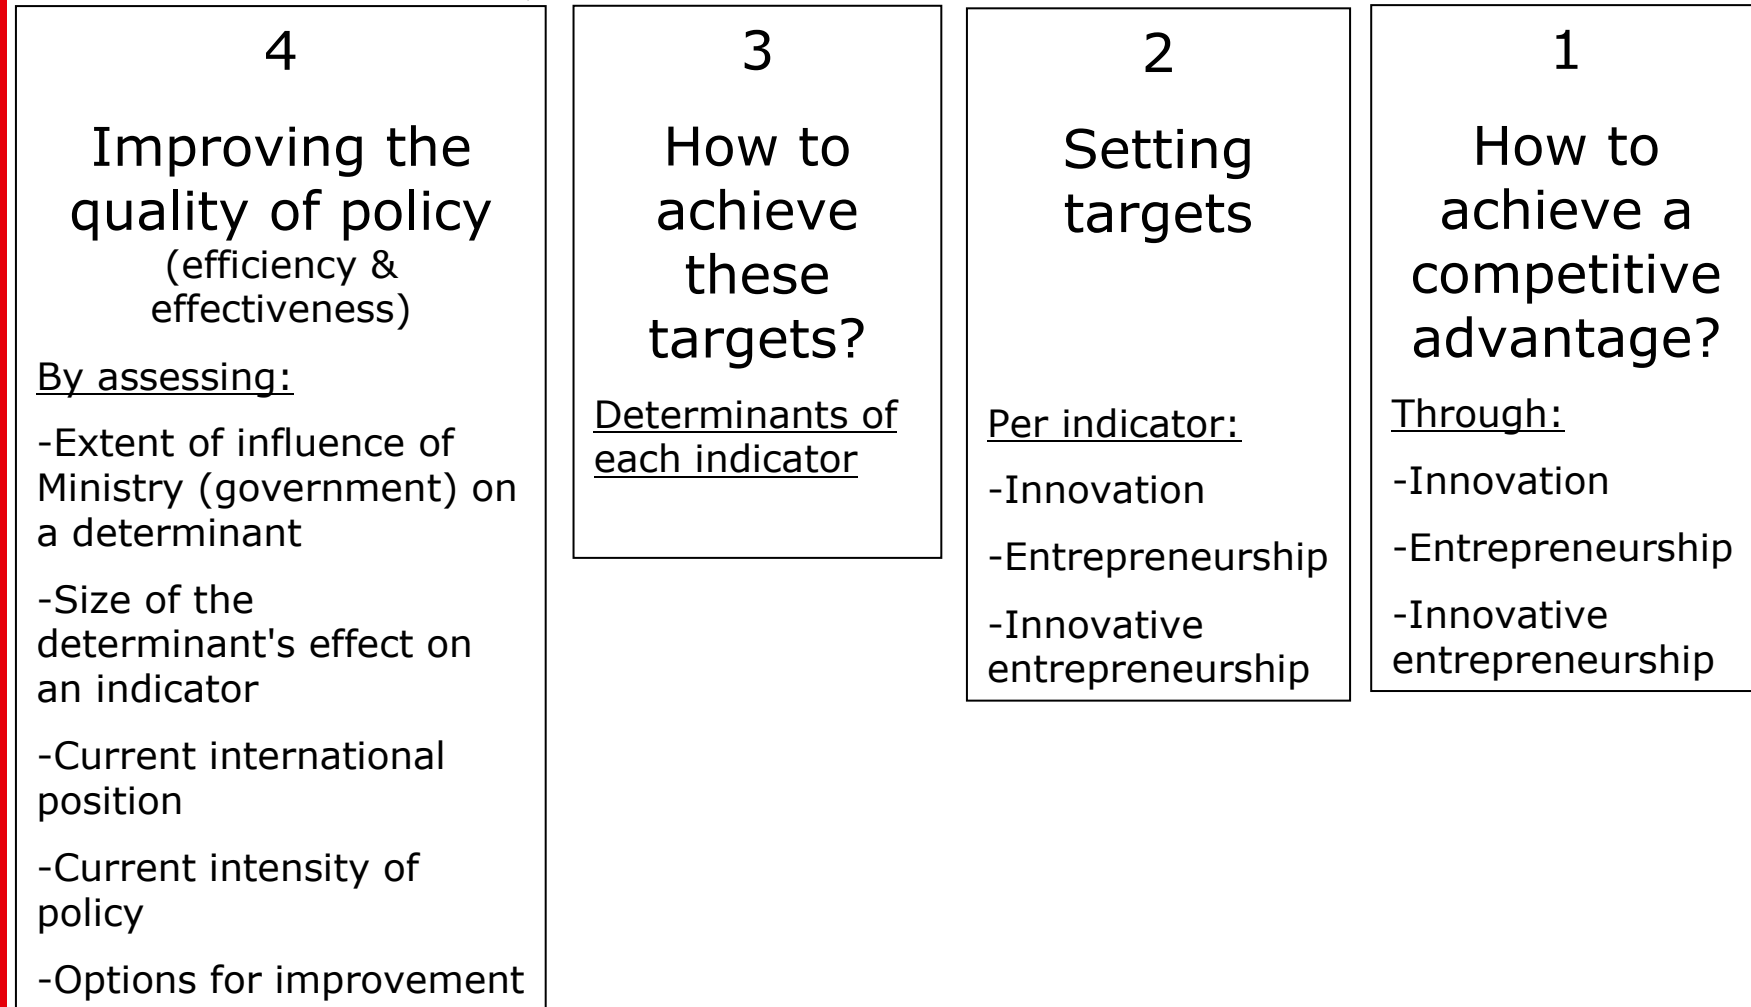 4
Improving the
quality of policy
(efficiency &
effectiveness)
By assessing:
-Extent of influence of
Ministry (government) on
a determinant
-Size of the
determinant's effect on
an indicator
-Current international
position
-Current intensity of
policy
-Options for improvement
3
How to
achieve
these
targets?
Determinants of
each indicator
2
Setting
targets
Per indicator:
-Innovation
-Entrepreneurship
-Innovative
entrepreneurship
1
How to
achieve a
competitive
advantage?
Through:
-Innovation
-Entrepreneurship
-Innovative
entrepreneurship